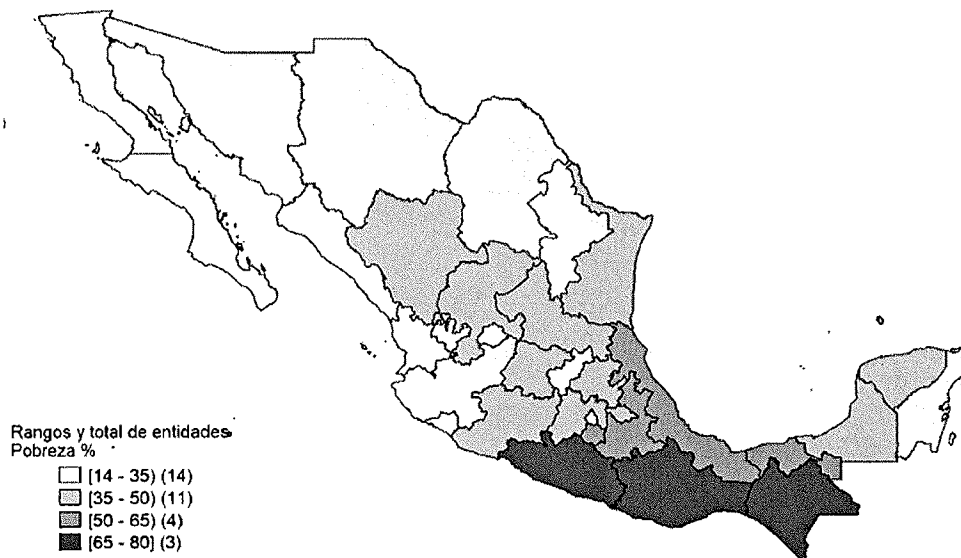 Rangos y total de entidades
Pobreza %
[14 - 35) (14)
[35 - 50) (11)
[50 - 65) (4)
[65 - 80] (3)